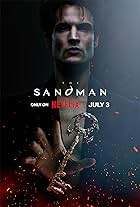 THE
SANDMAN
ONLY ON NETFLIX JULY 3